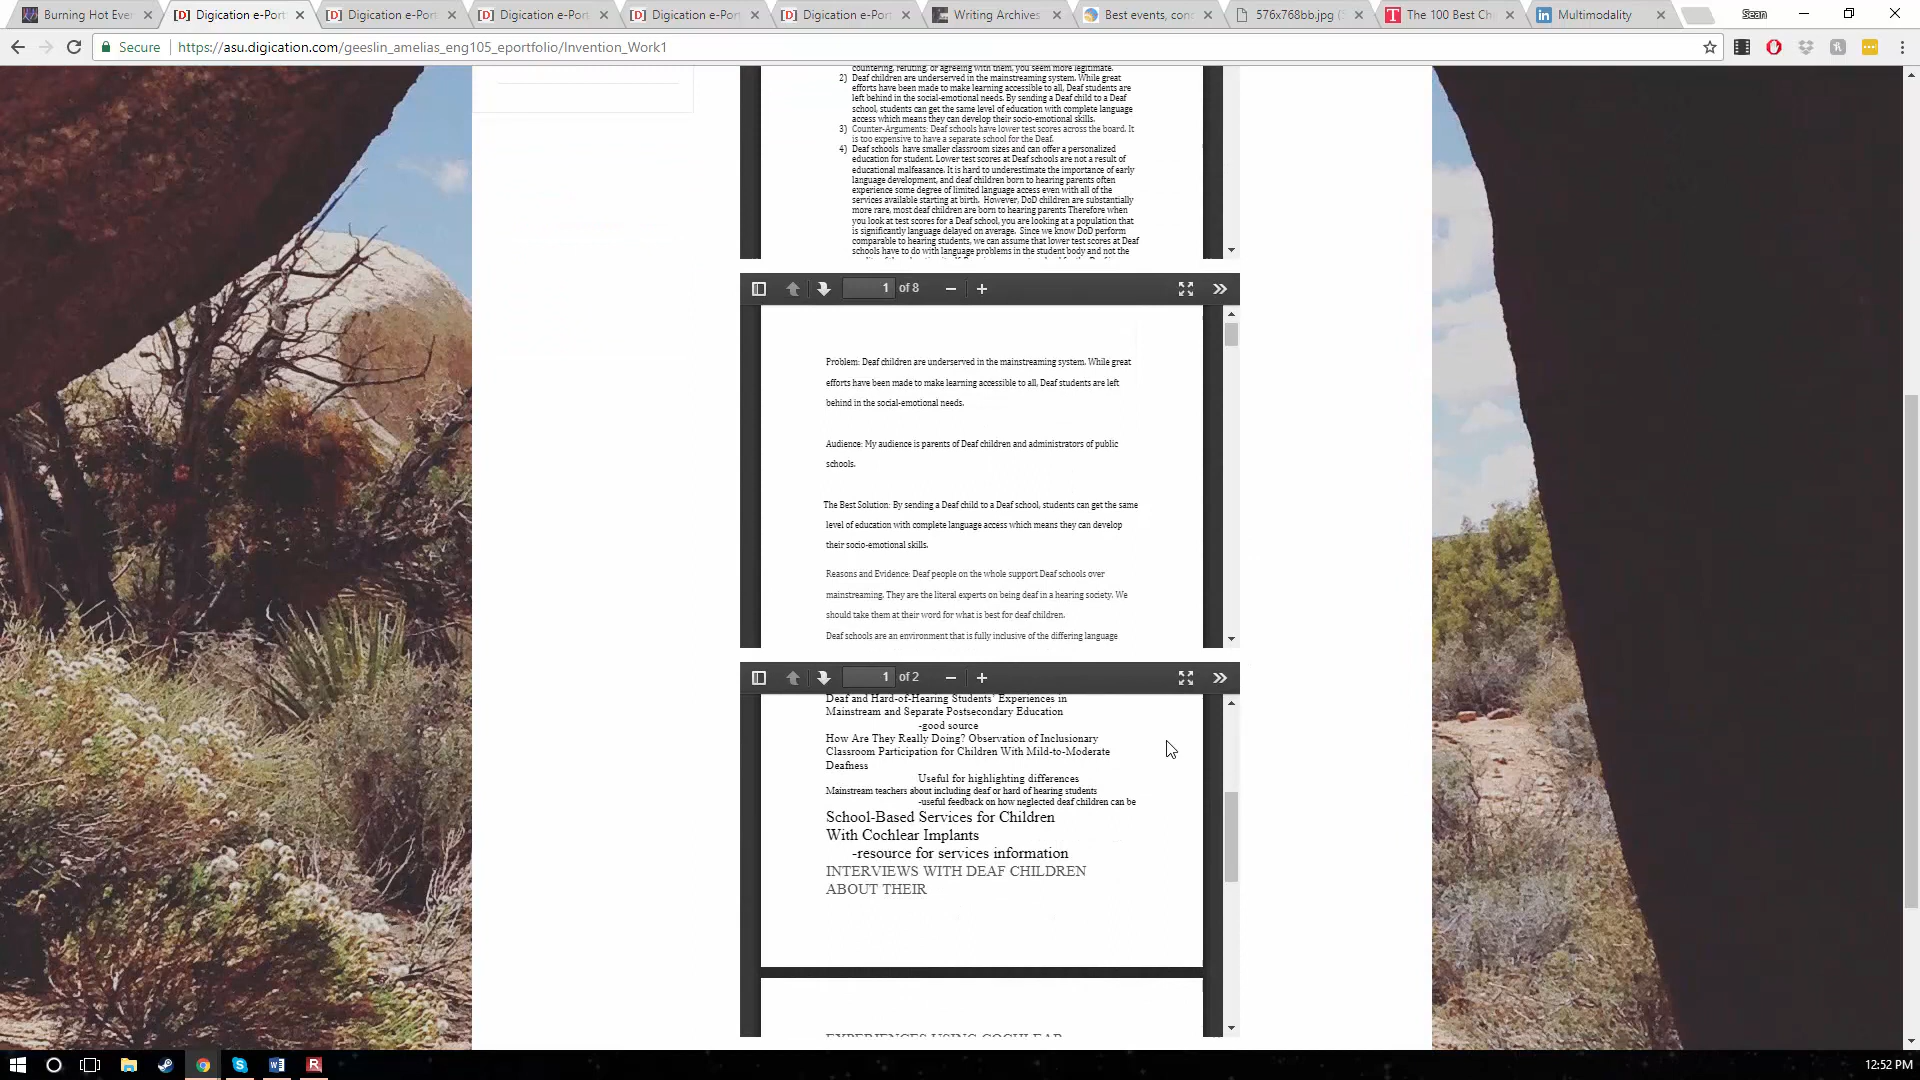 Burning Hot Ever
Digication e-Port
Digication e-Port
Digication e-Port
Digication e-Port
Digication e-Port
Writing Archives
Best events, conc
576x768bb.jpg (5
The 100 Best Chi
Multimodality
Sean
Secure
https://asu.digication.com/geeslin_amelias_eng105_eportfolio/Invention_Work1
countering, refuting, or agreeing with them, you seem more legitimate.
2) Deaf children are underserved in the mainstreaming system. While great
efforts have been made to make learning accessible to all, Deaf students are
left behind in the social-emotional needs. By sending a Deaf child to a Deaf
school, students can get the same level of education with complete language
access which means they can develop their socio-emotional skills.
3) Counter-Arguments: Deaf schools have lower test scores across the board. It
is too expensive to have a separate school for the Deaf.
4) Deaf schools have smaller classroom sizes and can offer a personalized
education for student. Lower test scores at Deaf schools are not a result of
educational malfeasance. It is hard to underestimate the importance of early
language development, and deaf children born to hearing parents often
experience some degree of limited language access even with all of the
services available starting at birth. However, DoD children are substantially
more rare, most deaf children are born to hearing parents Therefore when
you look at test scores for a Deaf school, you are looking at a population that
is significantly language delayed on average. Since we know DoD perform
comparable to hearing students, we can assume that lower test scores at Deaf
schools have to do with language problems in the student body and not the
1 of 8
Problem: Deaf children are underserved in the mainstreaming system. While great
efforts have been made to make learning accessible to all, Deaf students are left
behind in the social-emotional needs.
Audience: My audience is parents of Deaf children and administrators of public
schools.
The Best Solution: By sending a Deaf child to a Deaf school, students can get the same
level of education with complete language access which means they can develop
their socio-emotional skills.
Reasons and Evidence: Deaf people on the whole support Deaf schools over
mainstreaming. They are the literal experts on being deaf in a hearing society. We
should take them at their word for what is best for deaf children.
Deaf schools are an environment that is fully inclusive of the differing language
1 of 2
Deaf and Hard-of-Hearing Students' Experiences in
Mainstream and Separate Postsecondary Education
-good source
How Are They Really Doing? Observation of Inclusionary
Classroom Participation for Children With Mild-to-Moderate
Deafness
Useful for highlighting differences
Mainstream teachers about including deaf or hard of hearing students
-useful feedback on how neglected deaf children can be
School-Based Services for Children
With Cochlear Implants
-resource for services information
INTERVIEWS WITH DEAF CHILDREN
ABOUT THEIR
EXPERIENCES USING COCHLEAR
12:52 PM